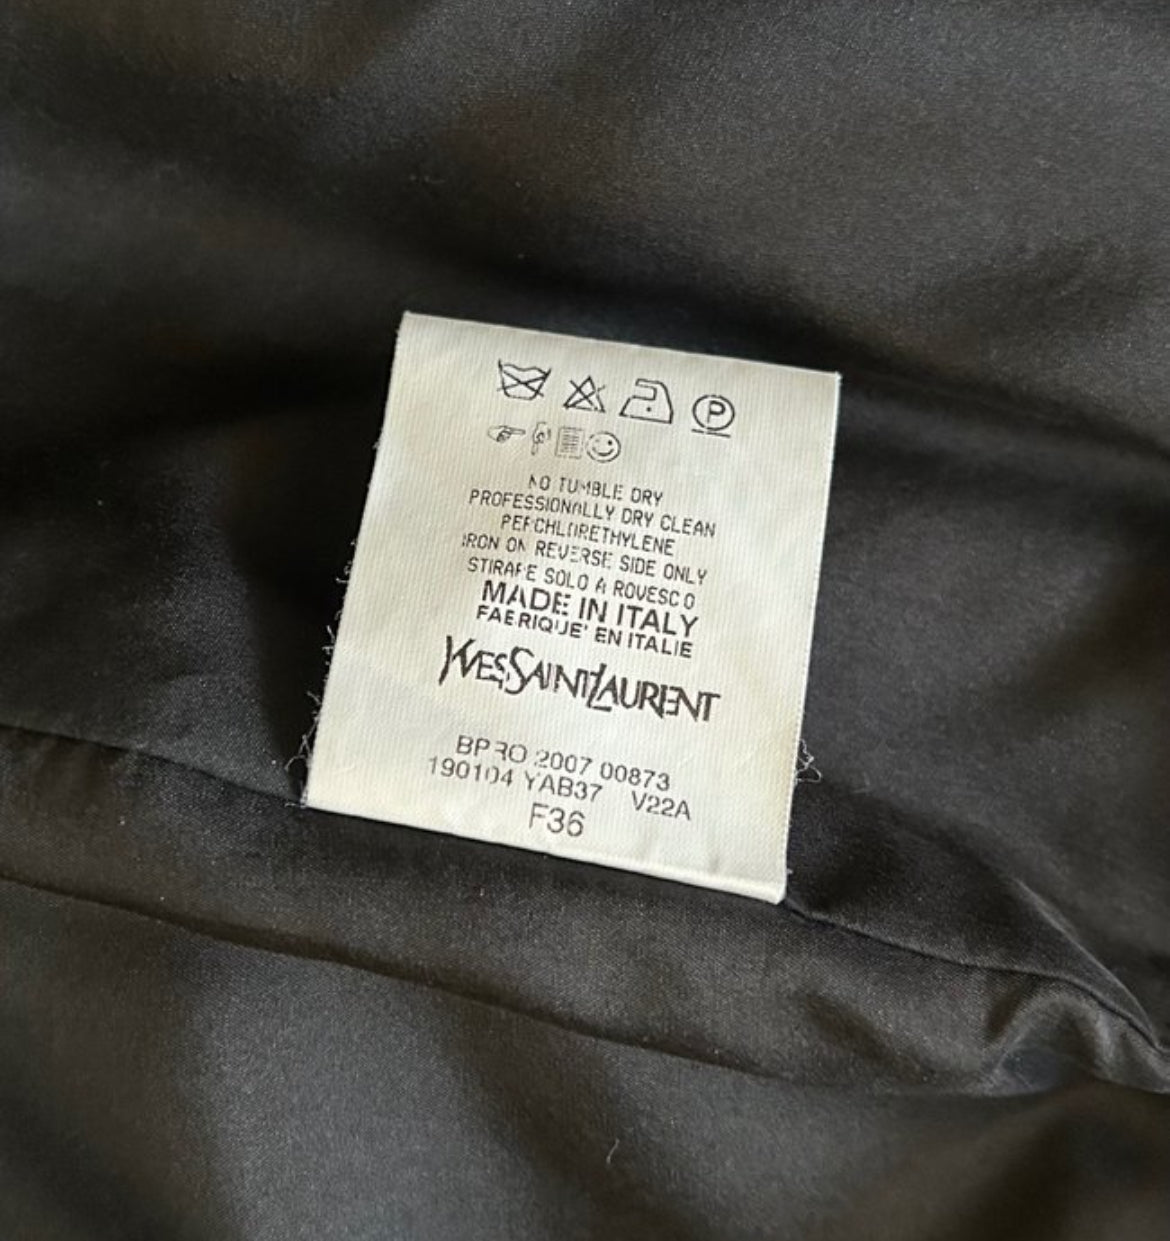 P
NO TUMBLE DRY
PROFESSIONALLY DRY CLEAN
PERCHLORETHYLENE
IRON ON REVERSE SIDE ONLY
STIRARE SOLO A ROVESCIO
MADE IN ITALY
FABRIQUE' EN ITALIE
YVESSAINTLAURENT
BPRO 2007 00873
190104 YAB37 V22A
F36